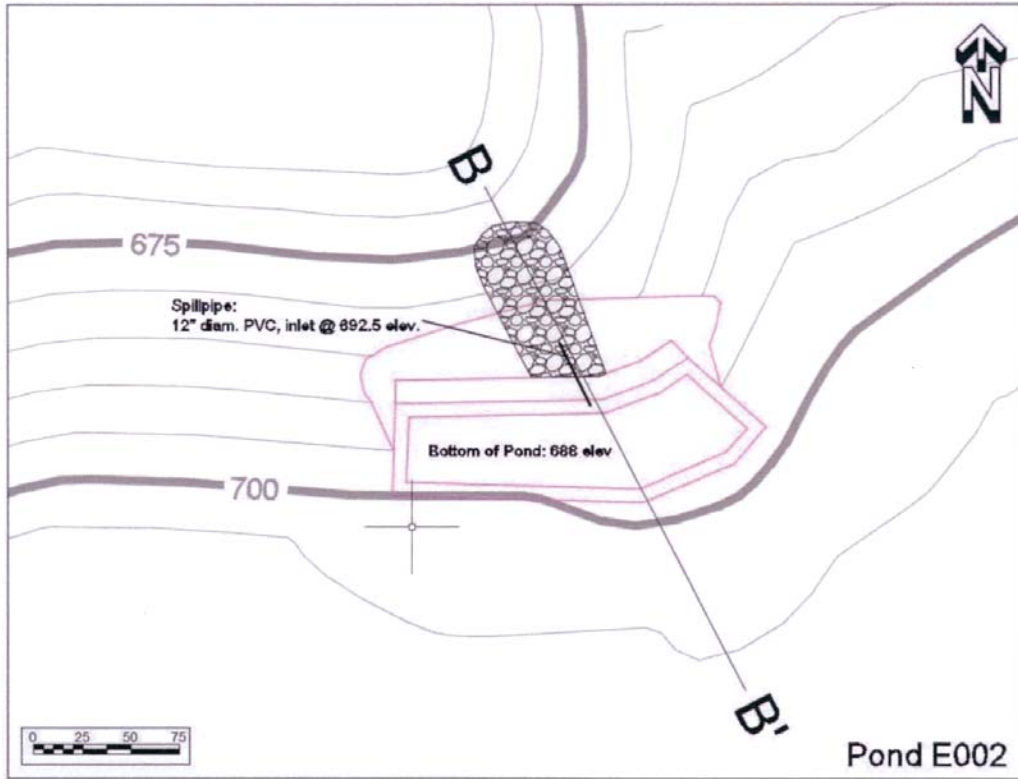 N
B
675
Spillpipe:
12" diam. PVC, inlet @ 692.5 elev.
Bottom of Pond: 688 elev
700
B'
0 25 50 75
Pond E002